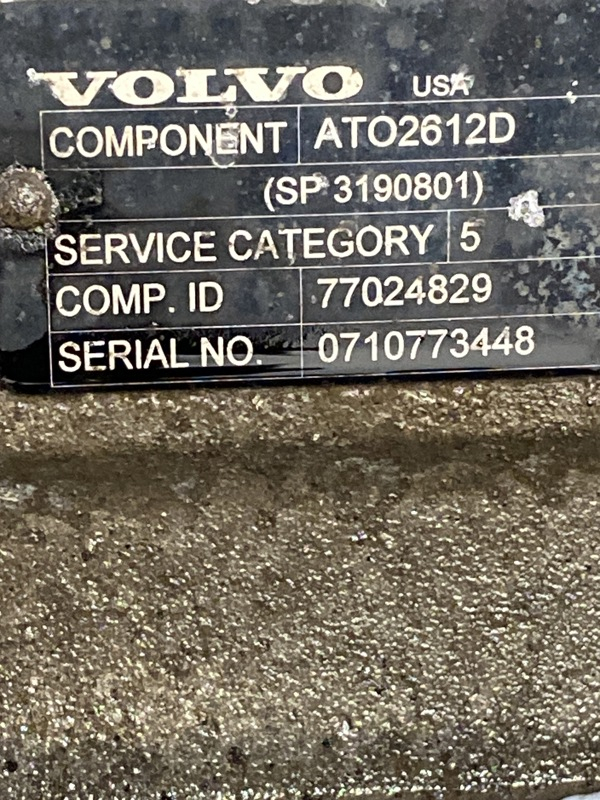 VOLVO USA
COMPONENT ATO2612D
(SP 3190801)
SERVICE CATEGORY 5
COMP. ID 77024829
SERIAL NO. 0710773448